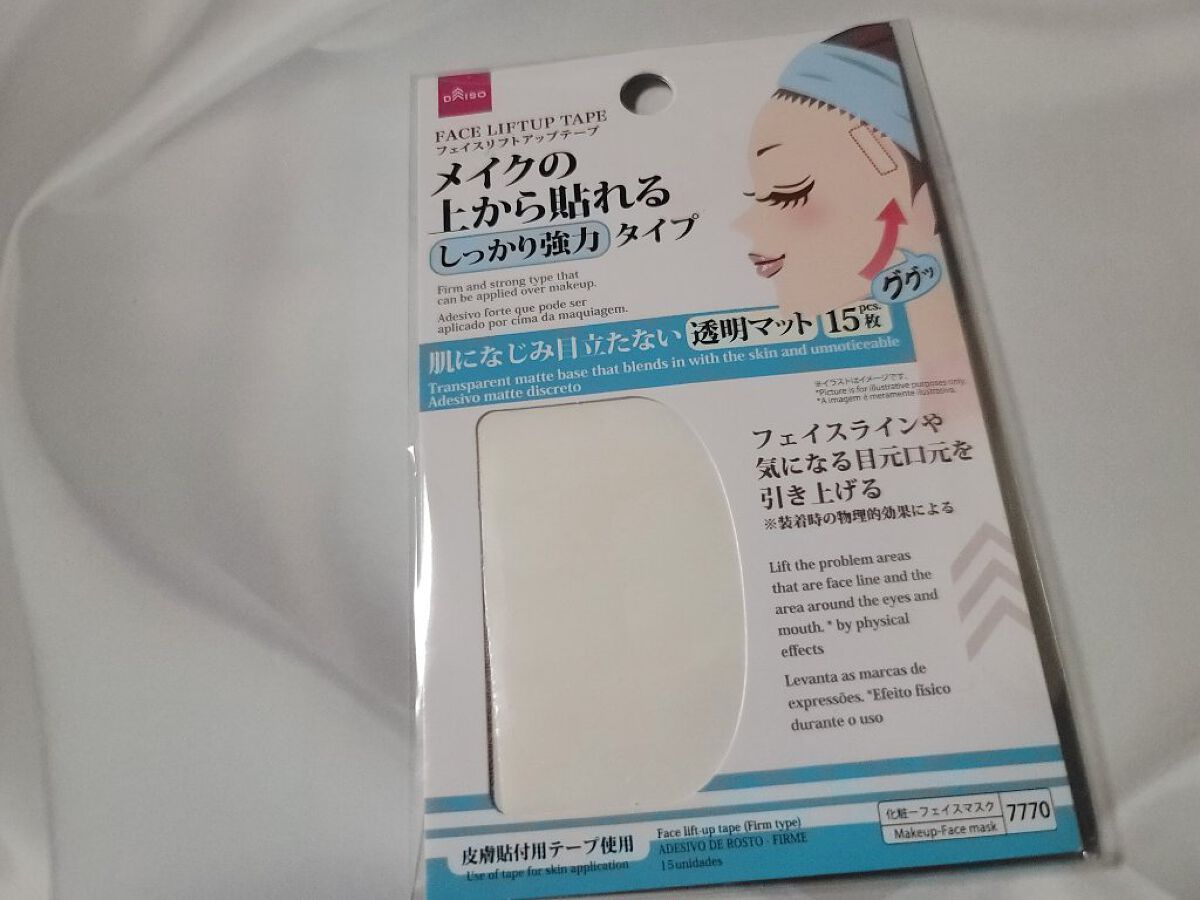 DAISO
FACE LIFTUP TAPE
フェイスリフトアップテープ
メイクの
上から貼れる
しっかり強力 タイプ
Firm and strong type that
can be applied over makeup.
Adesivo forte que pode ser
aplicado por cima da maquiagem.
ググッ
肌になじみ目立たない 透明マット 15 pcs. 枚
Transparent matte base that blends in with the skin and unnoticeable
Adesivo matte discreto
※イラストはイメージです。
*Picture is for illustrative purposes only.
*A imagem é meramente ilustrativa.
フェイスラインや
気になる目元口元を
引き上げる
※装着時の物理的効果による
Lift the problem areas
that are face line and the
area around the eyes and
mouth. * by physical
effects
Levanta as marcas de
expressões. *Efeito físico
durante o uso
化粧ーフェイスマスク
Makeup-Face mask
7770
皮膚貼付用テープ使用
Use of tape for skin application
Face lift-up tape (Firm type)
ADESIVO DE ROSTO - FIRME
15 unidades